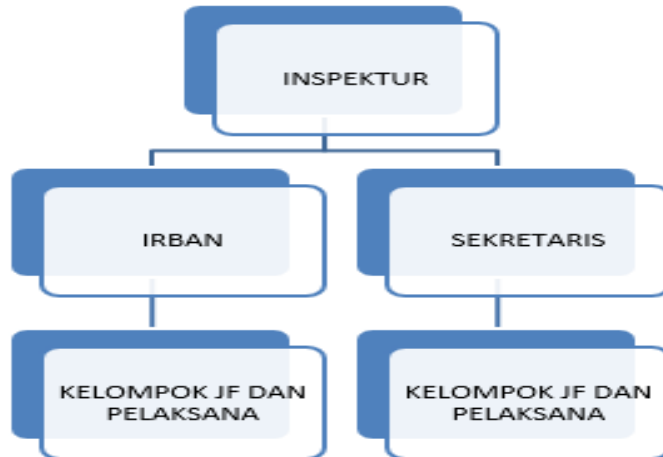 INSPEKTUR
IRBAN
SEKRETARIS
KELOMPOK JF DAN
PELAKSANA
KELOMPOK JF DAN
PELAKSANA